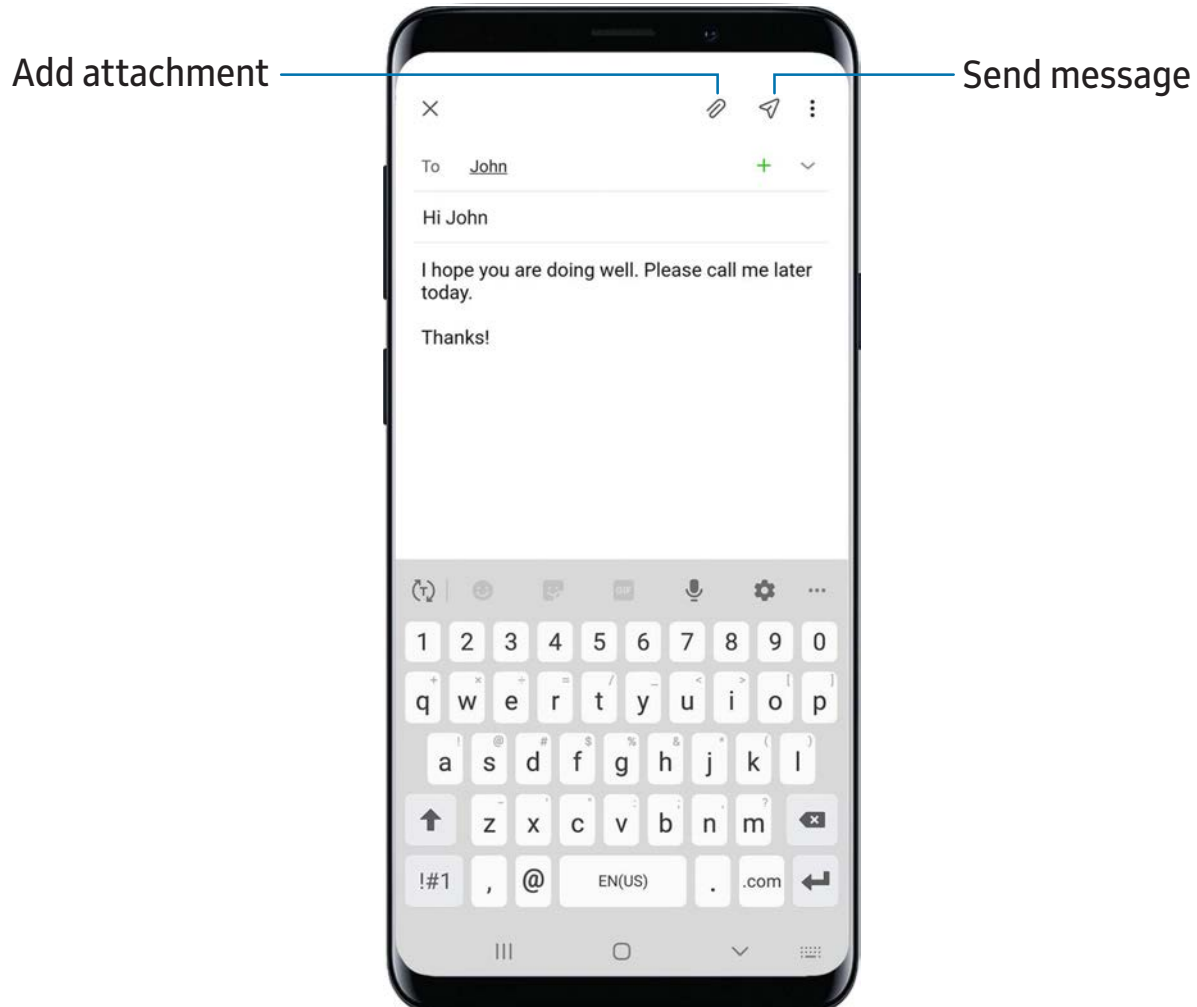 Add attachment
Send message
To John
Hi John
I hope you are doing well. Please call me later
today.
Thanks!
T GIF
1 2 3 4 5 6 7 8 9 0
+ × ÷ = / _ < > [ ]
q w e r t y u i o p
! @ # $ % & * ( )
a s d f g h j k l
- ' " : ; , ?
z x c v b n m
!#1 , @ EN(US) . .com